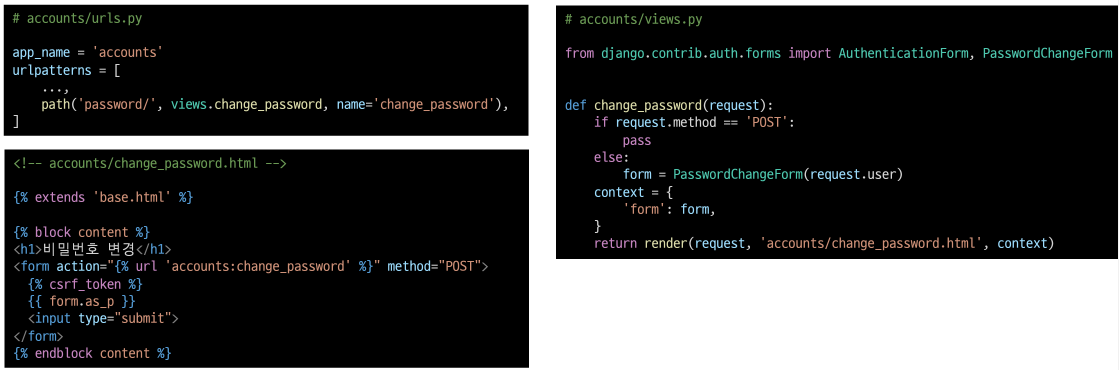 # accounts/urls.py
app_name = 'accounts'
urlpatterns = [
    ...,
    path('password/', views.change_password, name='change_password'),
]
<!-- accounts/change_password.html -->
{% extends 'base.html' %}
{% block content %}
<h1>비밀번호 변경</h1>
<form action="{% url 'accounts:change_password' %}" method="POST">
  {% csrf_token %}
  {{ form.as_p }}
  <input type="submit">
</form>
{% endblock content %}
# accounts/views.py
from django.contrib.auth.forms import AuthenticationForm, PasswordChangeForm
def change_password(request):
    if request.method == 'POST':
        pass
    else:
        form = PasswordChangeForm(request.user)
    context = {
        'form': form,
    }
    return render(request, 'accounts/change_password.html', context)